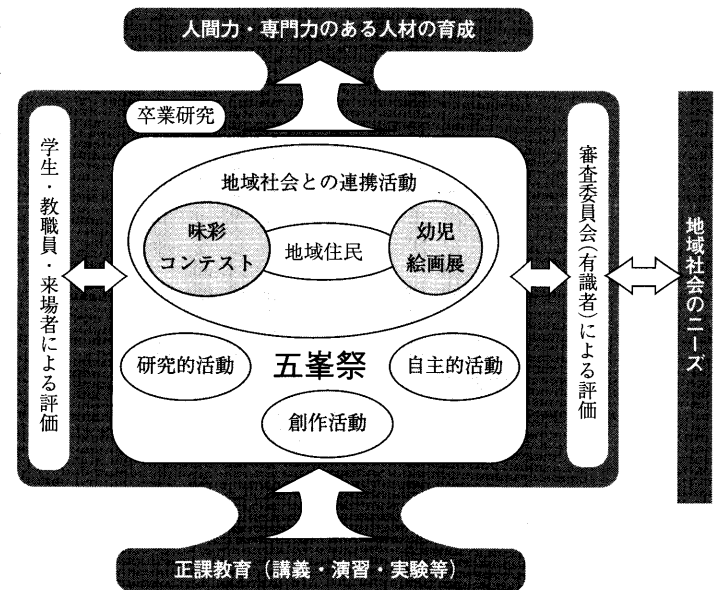 人間力・専門力のある人材の育成
卒業研究
学生・教職員・来場者による評価
地域社会との連携活動
味彩
コンテスト
地域住民
幼児
絵画展
研究的活動
五峯祭
自主的活動
創作活動
審査委員会(有識者)による評価
地域社会のニーズ
正課教育(講義・演習・実験等)